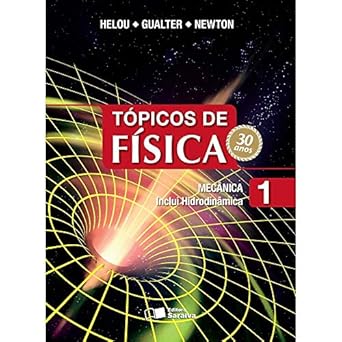 HELOU ◆ GUALTER ◆ NEWTON
TÓPICOS DE
FÍSICA
30
anos
MECÂNICA
Inclui Hidrodinâmica
1
Editora
Saraiva